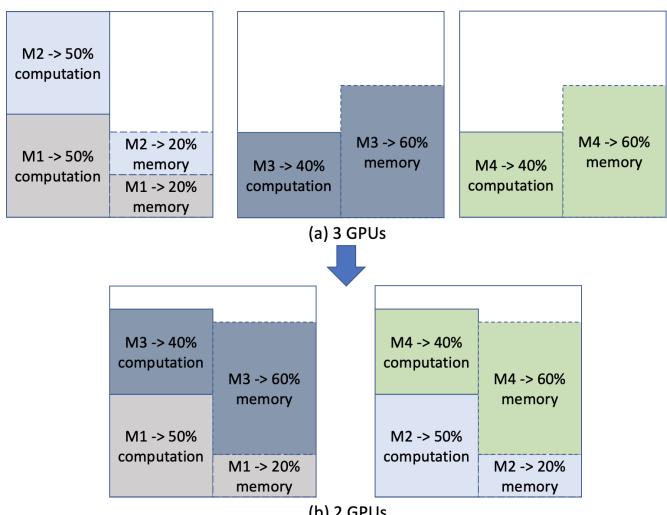 M2 -> 50%
computation
M1 -> 50%
computation
M2 -> 20%
memory
M1 -> 20%
memory
M3 -> 40%
computation
M3 -> 60%
memory
M4 -> 40%
computation
M4 -> 60%
memory
(a) 3 GPUs
M3 -> 40%
computation
M1 -> 50%
computation
M3 -> 60%
memory
M1 -> 20%
memory
M4 -> 40%
computation
M2 -> 50%
computation
M4 -> 60%
memory
M2 -> 20%
memory
(b) 2 GPUs